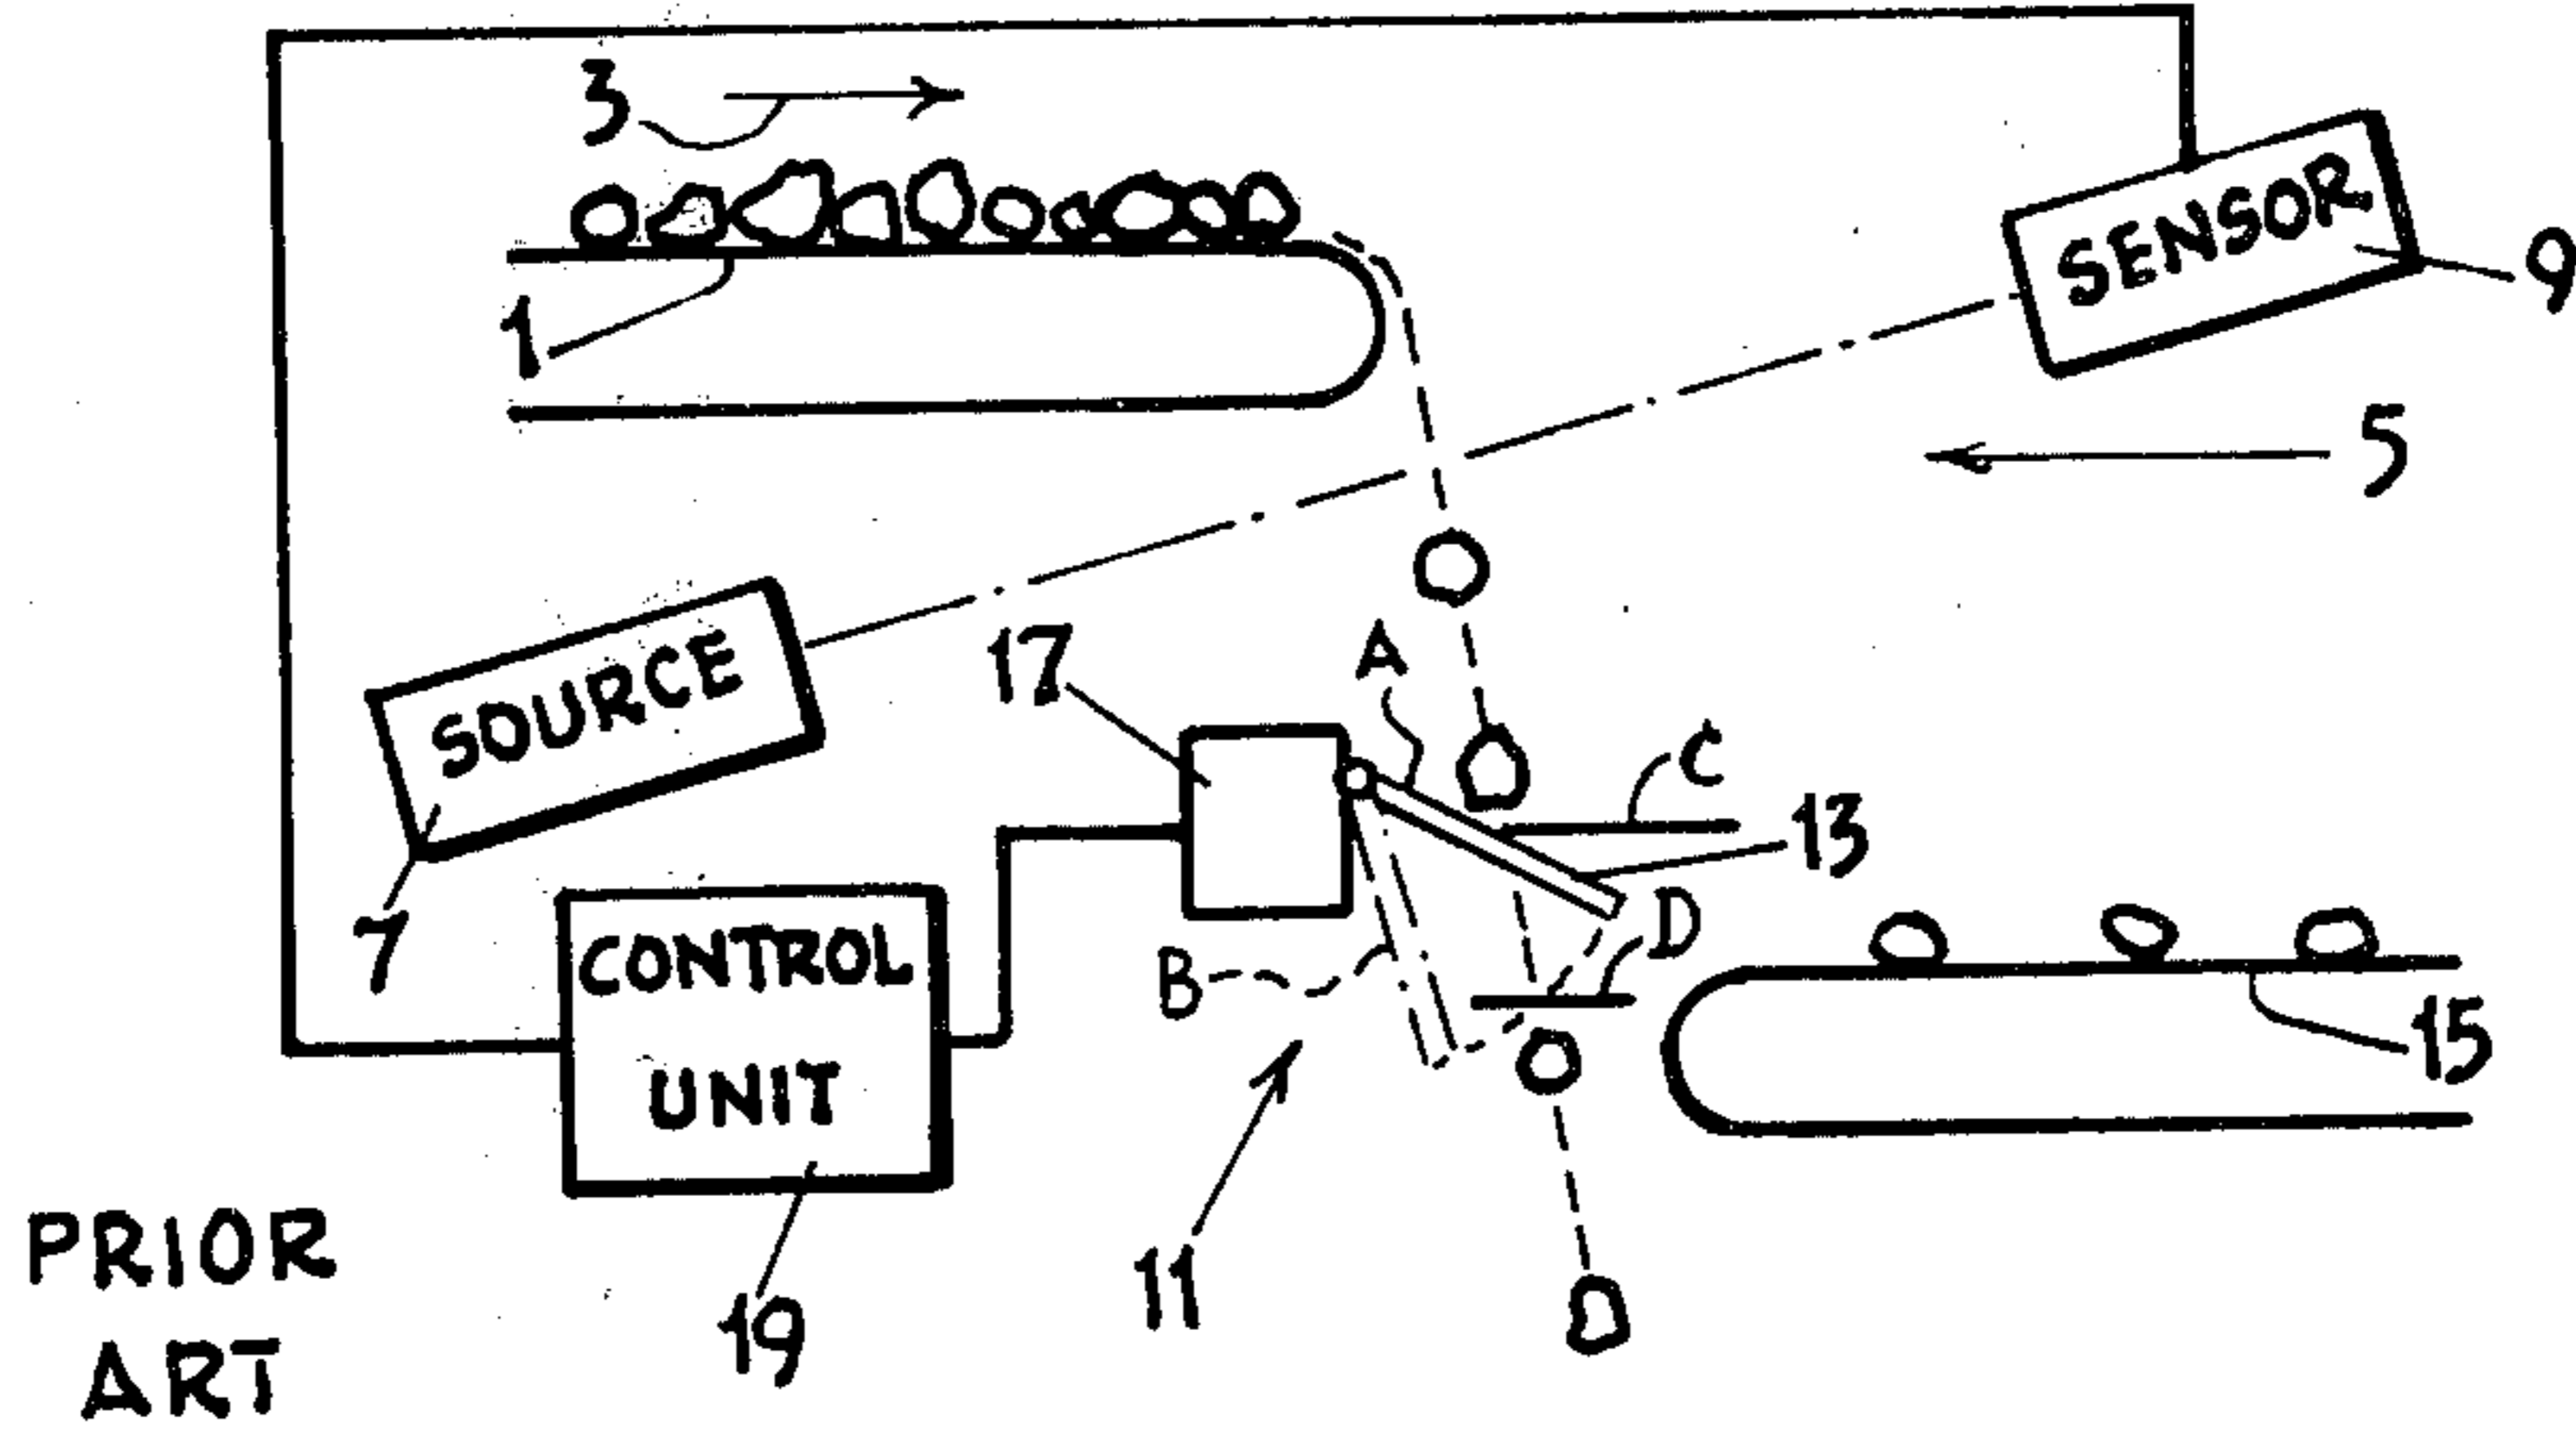 3
SENSOR
9
1
5
SOURCE
17
A
C
13
7
CONTROL
UNIT
B
D
15
11
19
PRIOR
ART